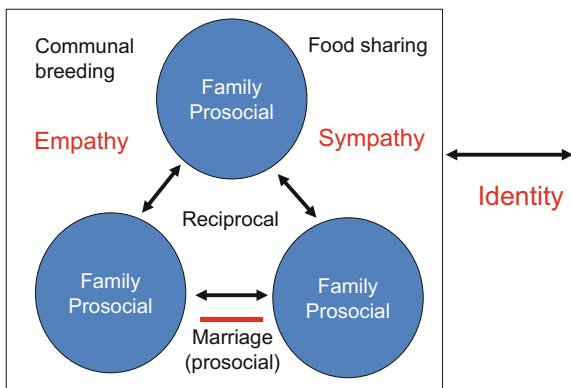 Communal
breeding
Food sharing
Family
Prosocial
Empathy
Sympathy
Identity
Reciprocal
Family
Prosocial
Family
Prosocial
Marriage
(prosocial)